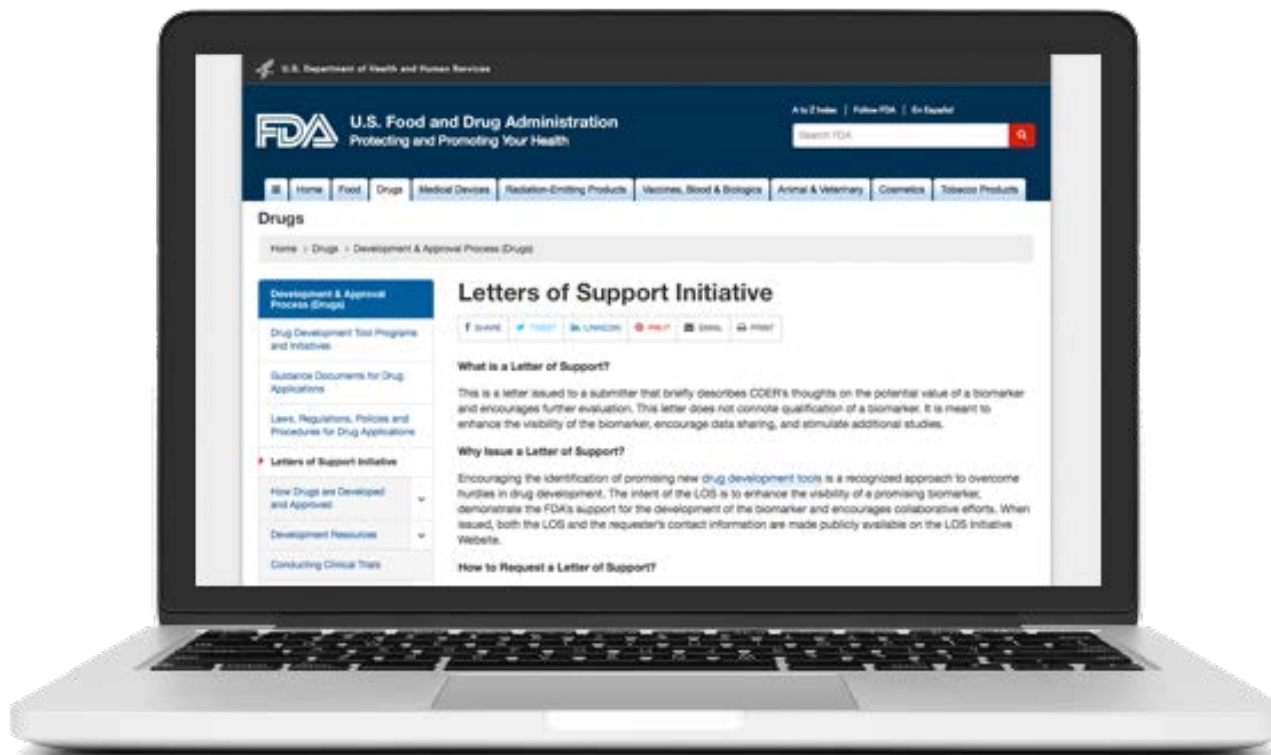 U.S. Department of Health and Human Services
A to Z Index | Follow FDA | En Español
FDA
U.S. Food and Drug Administration
Protecting and Promoting Your Health
Search FDA
Home
Food
Drugs
Medical Devices
Radiation-Emitting Products
Vaccines, Blood & Biologics
Animal & Veterinary
Cosmetics
Tobacco Products
Drugs
Home > Drugs > Development & Approval Process (Drugs)
Development & Approval
Process (Drugs)
Drug Development Tool Programs
and Initiatives
Guidance Documents for Drug
Applications
Laws, Regulations, Policies and
Procedures for Drug Applications
Letters of Support Initiative
How Drugs are Developed
and Approved
Development Resources
Conducting Clinical Trials
Letters of Support Initiative
SHARE
TWEET
LINKEDIN
PIN IT
EMAIL
PRINT
What is a Letter of Support?
This is a letter issued to a submitter that briefly describes CDER's thoughts on the potential value of a biomarker
and encourages further evaluation. This letter does not connote qualification of a biomarker. It is meant to
enhance the visibility of the biomarker, encourage data sharing, and stimulate additional studies.
Why Issue a Letter of Support?
Encouraging the identification of promising new drug development tools is a recognized approach to overcome
hurdles in drug development. The intent of the LOS is to enhance the visibility of a promising biomarker,
demonstrate the FDA's support for the development of the biomarker and encourages collaborative efforts. When
issued, both the LOS and the requester's contact information are made publicly available on the LOS Initiative
Website.
How to Request a Letter of Support?